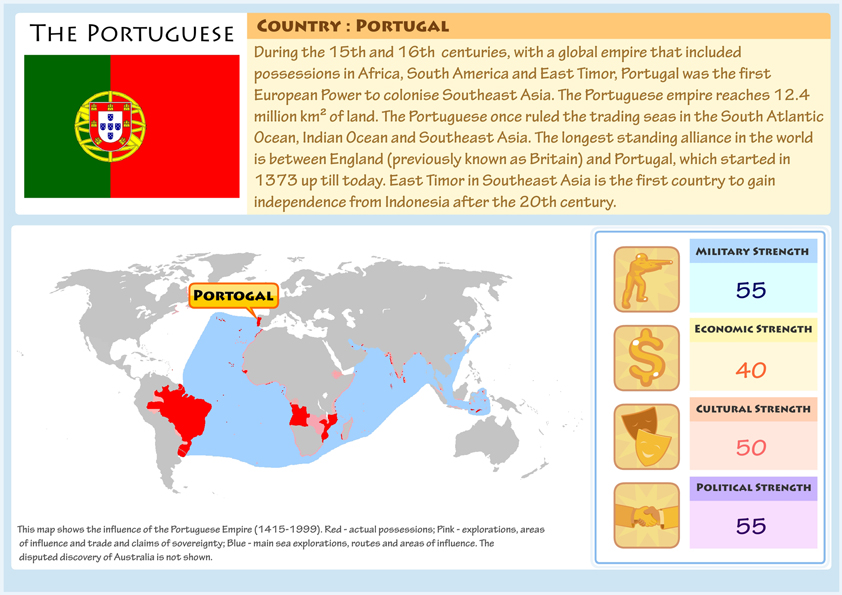 THE PORTUGUESE
COUNTRY : PORTUGAL
During the 15th and 16th centuries, with a global empire that included
possessions in Africa, South America and East Timor, Portugal was the first
European Power to colonise Southeast Asia. The Portuguese empire reaches 12.4
million km² of land. The Portuguese once ruled the trading seas in the South Atlantic
Ocean, Indian Ocean and Southeast Asia. The longest standing alliance in the world
is between England (previously known as Britain) and Portugal, which started in
1373 up till today. East Timor in Southeast Asia is the first country to gain
independence from Indonesia after the 20th century.
PORTOGAL
MILITARY STRENGTH
55
ECONOMIC STRENGTH
40
CULTURAL STRENGTH
50
POLITICAL STRENGTH
55
This map shows the influence of the Portuguese Empire (1415-1999). Red - actual possessions; Pink - explorations, areas
of influence and trade and claims of sovereignty; Blue - main sea explorations, routes and areas of influence. The
disputed discovery of Australia is not shown.